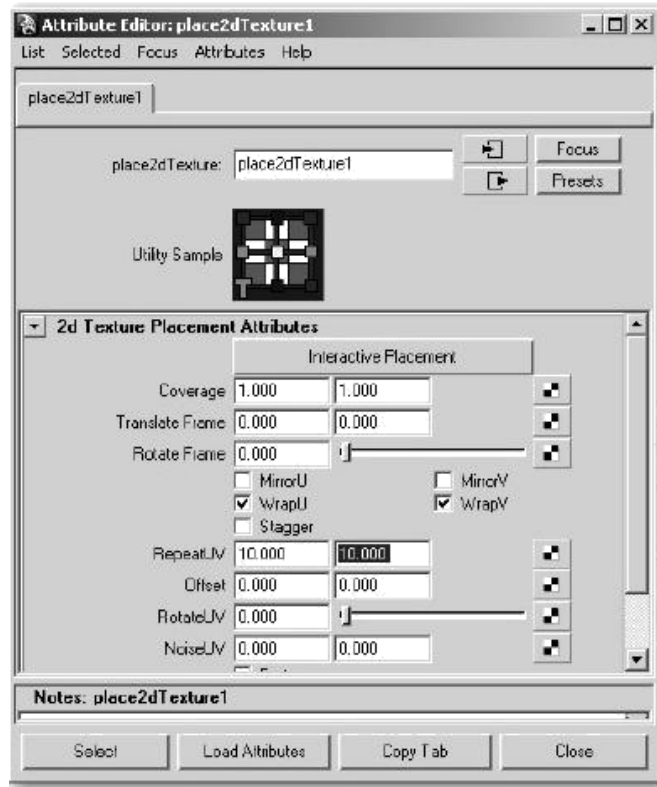 Attribute Editor: place2dTexture1
List Selected Focus Attributes Help
place2dTexture1
place2dTexture: place2dTexture1 Focus
Presets
Utility Sample
2d Texture Placement Attributes
Interactive Placement
Coverage 1.000 1.000
Translate Frame 0.000 0.000
Rotate Frame 0.000
MirrorU MirrorV
WrapU WrapV
Stagger
RepeatUV 10.000 10.000
Offset 0.000 0.000
RotateUV 0.000
NoiseUV 0.000 0.000
Notes: place2dTexture1
Select Load Attributes Copy Tab Close